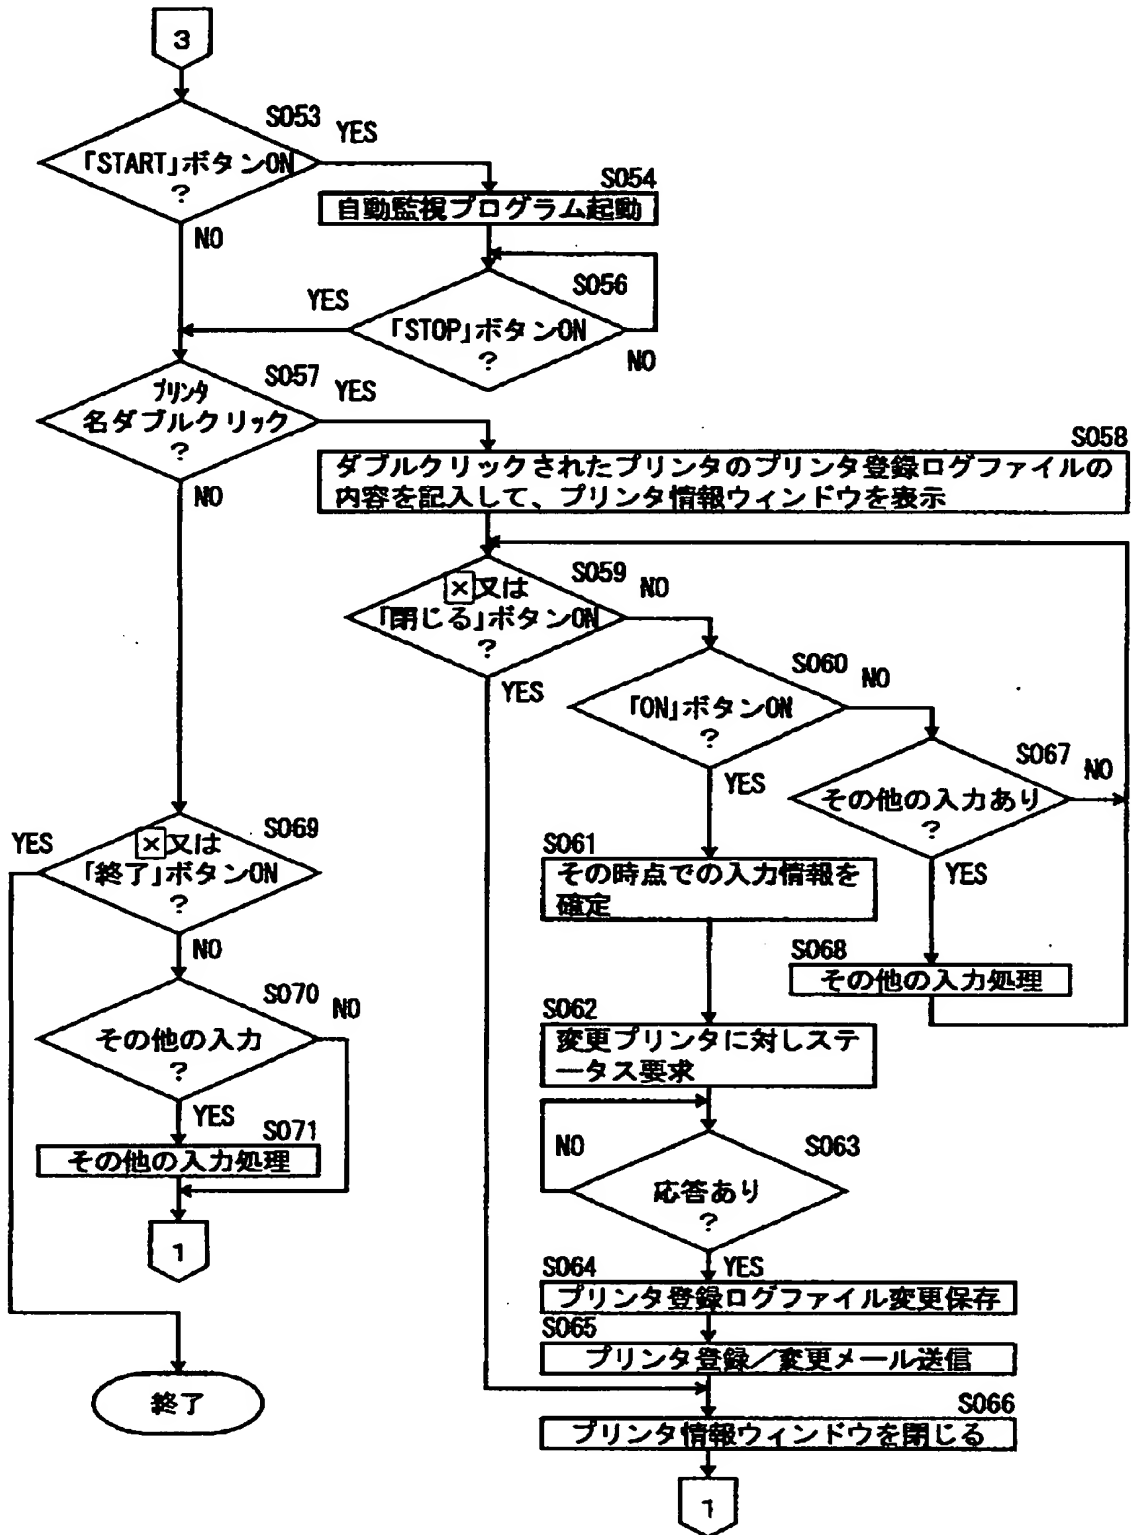 3
S053
YES
「START」ボタンON
?
NO
S054
自動監視プログラム起動
S056
YES
「STOP」ボタンON
?
NO
S057
YES
プリンタ
名ダブルクリック
?
NO
S058
ダブルクリックされたプリンタのプリンタ登録ログファイルの
内容を記入して、プリンタ情報ウィンドウを表示
S059
NO
×又は
「閉じる」ボタンON
?
YES
S060
NO
「ON」ボタンON
?
YES
S067
NO
その他の入力あり
?
YES
S068
その他の入力処理
S061
その時点での入力情報を
確定
S062
変更プリンタに対しステ
ータス要求
NO
S063
応答あり
?
YES
S064
プリンタ登録ログファイル変更保存
S065
プリンタ登録/変更メール送信
S066
プリンタ情報ウィンドウを閉じる
1
YES
S069
×又は
「終了」ボタンON
?
NO
S070
NO
その他の入力
?
YES
S071
その他の入力処理
1
終了